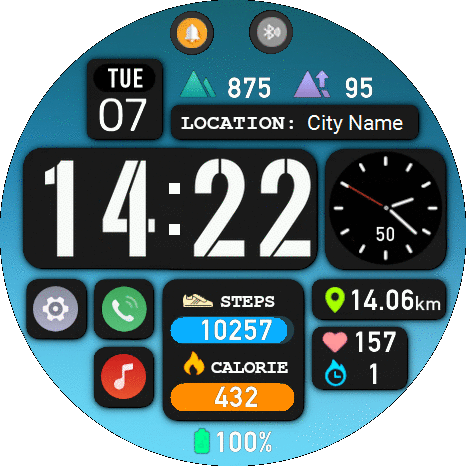 875 95
TUE
07
LOCATION: City Name
14:22
50
14.06km
STEPS
10257
157
CALORIE
1
432
100%